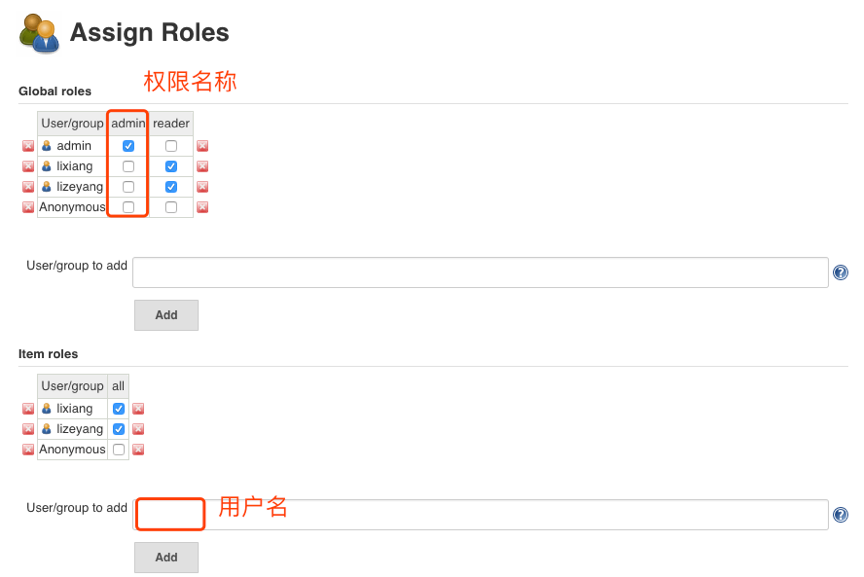 Assign Roles
权限名称
Global roles
User/group admin reader
admin
lixiang
lizeyang
Anonymous
User/group to add
Add
Item roles
User/group all
lixiang
lizeyang
Anonymous
User/group to add 用户名
Add